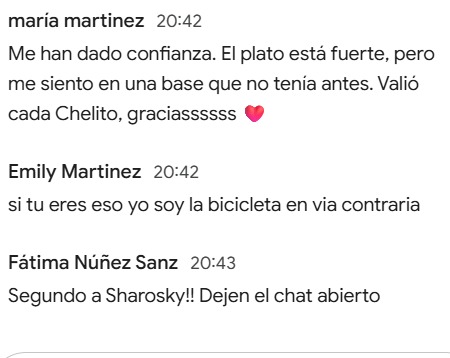 maría martinez 20:42
Me han dado confianza. El plato está fuerte, pero
me siento en una base que no tenía antes. Valió
cada Chelito, graciassssss 💓
Emily Martinez 20:42
si tu eres eso yo soy la bicicleta en via contraria
Fátima Núñez Sanz 20:43
Segundo a Sharosky!! Dejen el chat abierto